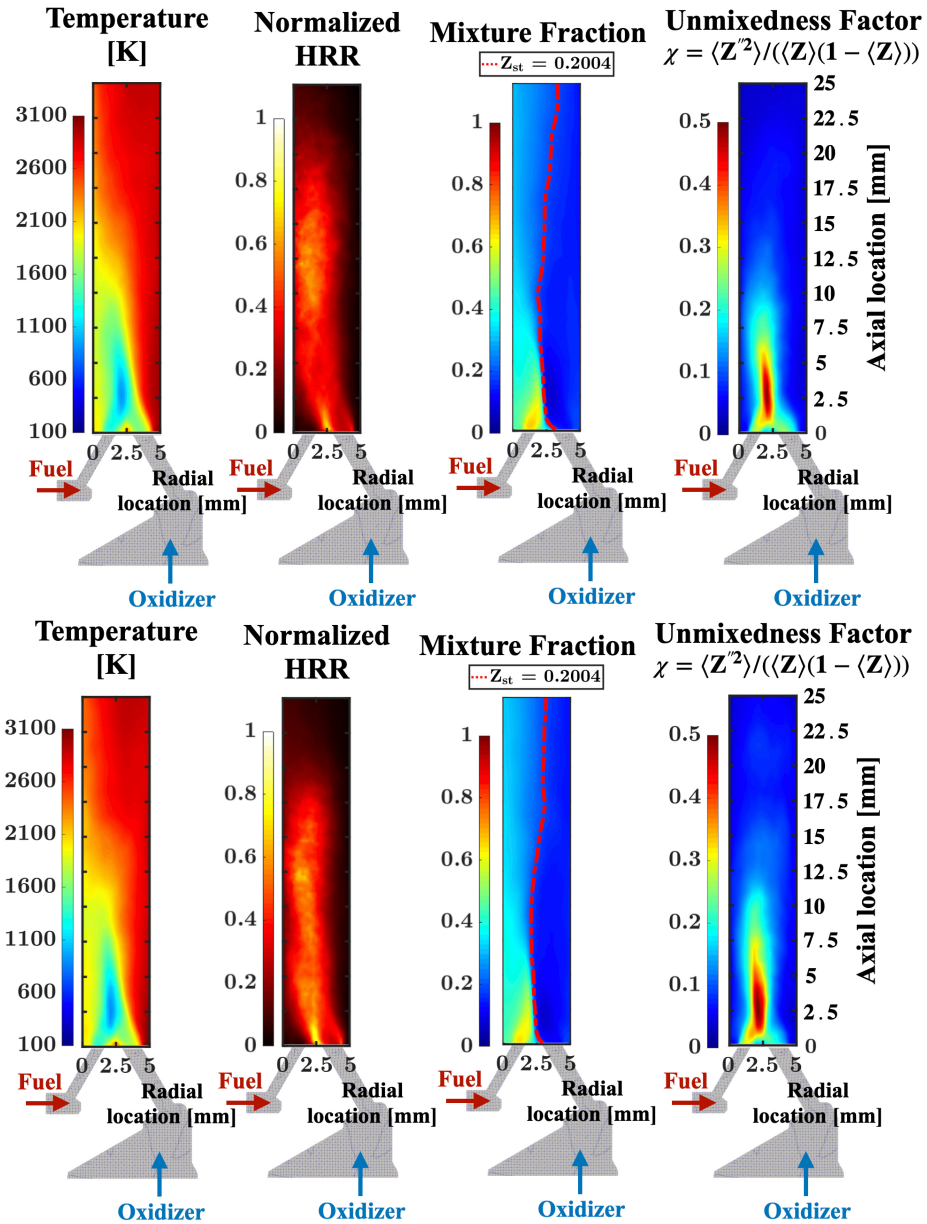 Temperature
[K]
3100
2600
2100
1600
1100
600
100
0 2.5 5
Fuel
Radial
location [mm]
Oxidizer
Normalized
HRR
1
0.8
0.6
0.4
0.2
0
0 2.5 5
Fuel
Radial
location [mm]
Oxidizer
Mixture Fraction
Z_st = 0.2004
1
0.8
0.6
0.4
0.2
0
0 2.5 5
Fuel
Radial
location [mm]
Oxidizer
Unmixedness Factor
χ = ⟨Z″²⟩/(⟨Z⟩(1 − ⟨Z⟩))
0.5
0.4
0.3
0.2
0.1
0
25
22.5
20
17.5
15
12.5
10
7.5
5
2.5
0
Axial location [mm]
0 2.5 5
Fuel
Radial
location [mm]
Oxidizer
Temperature
[K]
3100
2600
2100
1600
1100
600
100
0 2.5 5
Fuel
Radial
location [mm]
Oxidizer
Normalized
HRR
1
0.8
0.6
0.4
0.2
0
0 2.5 5
Fuel
Radial
location [mm]
Oxidizer
Mixture Fraction
Z_st = 0.2004
1
0.8
0.6
0.4
0.2
0
0 2.5 5
Fuel
Radial
location [mm]
Oxidizer
Unmixedness Factor
χ = ⟨Z″²⟩/(⟨Z⟩(1 − ⟨Z⟩))
0.5
0.4
0.3
0.2
0.1
0
25
22.5
20
17.5
15
12.5
10
7.5
5
2.5
0
Axial location [mm]
0 2.5 5
Fuel
Radial
location [mm]
Oxidizer